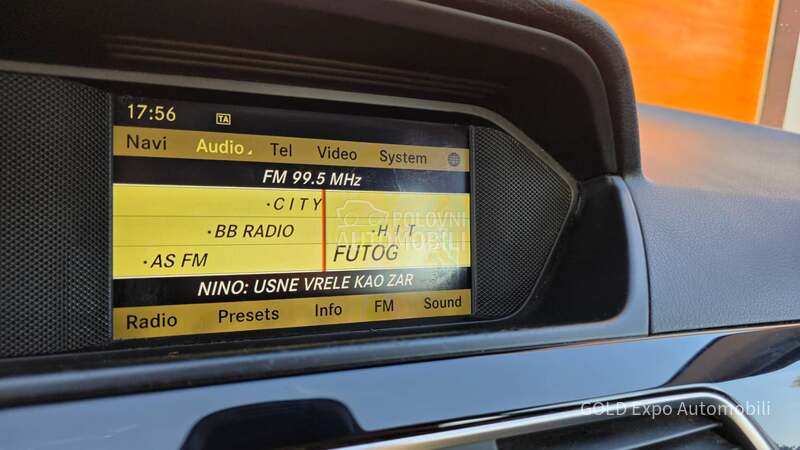 17:56 TA
Navi Audio Tel Video System
FM 99.5 MHz
·CITY
·BB RADIO ·HIT
·AS FM FUTOG
NINO: USNE VRELE KAO ZAR
Radio Presets Info FM Sound
POLOVNI
AUTOMOBILI
GOLD Expo Automobili